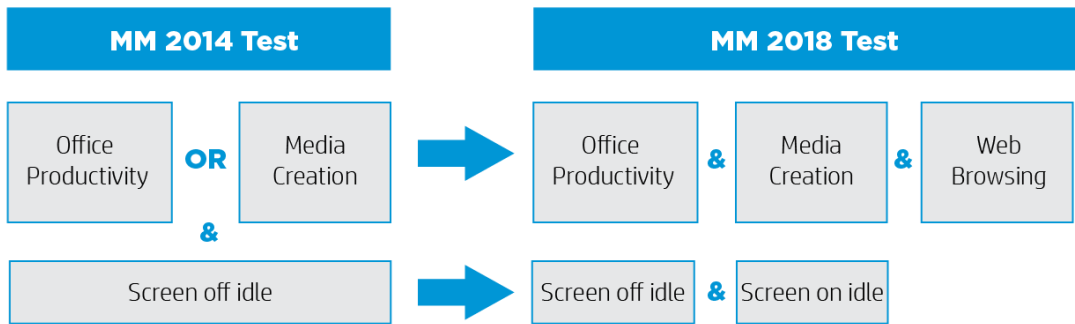 MM 2014 Test
MM 2018 Test
Office
Productivity
OR
Media
Creation
&
Screen off idle
Office
Productivity
&
Media
Creation
&
Web
Browsing
Screen off idle
&
Screen on idle